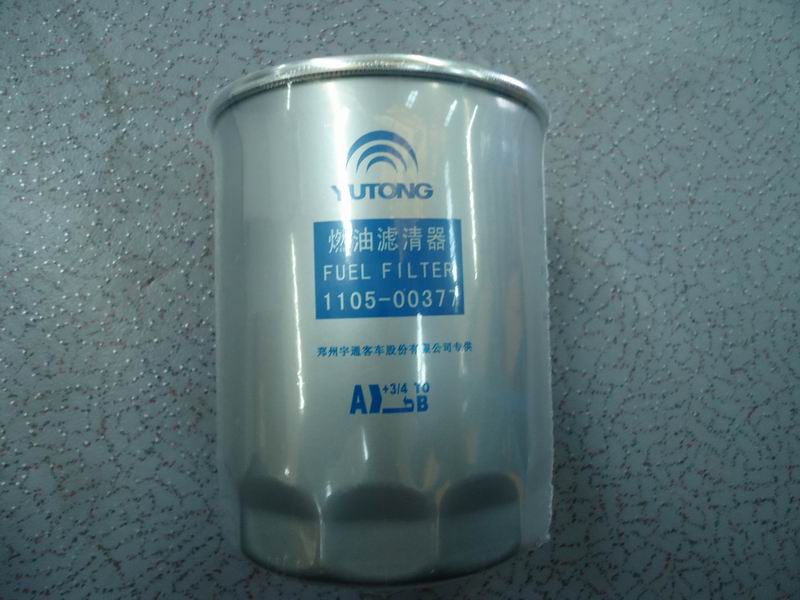 YUTONG
燃油滤清器
FUEL FILTER
1105-00377
郑州宇通客车股份有限公司专供
A +3/4 TO B